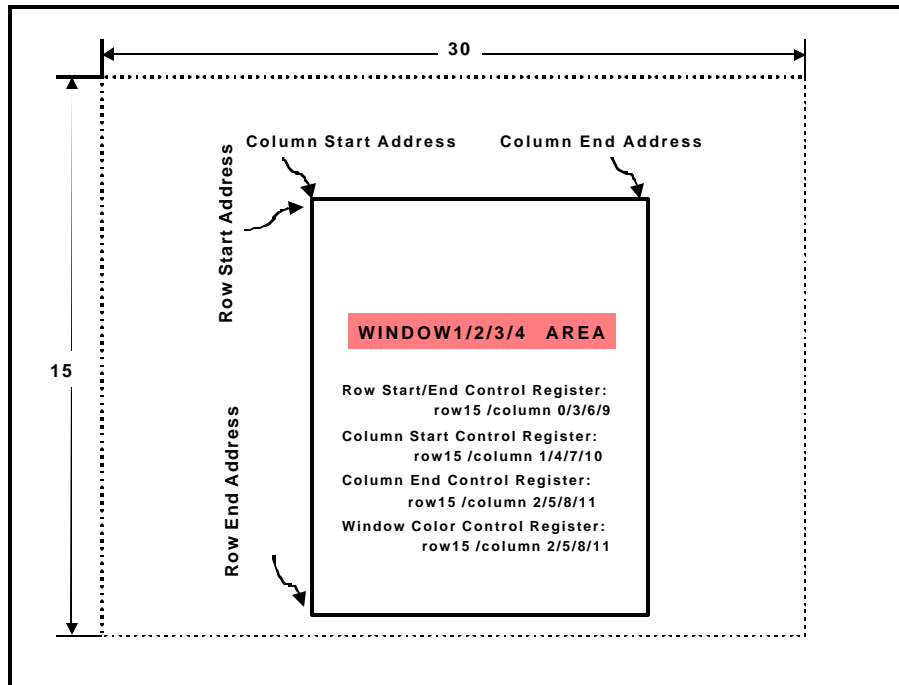 30
Column Start Address
Column End Address
Row Start Address
WINDOW1/2/3/4 AREA
15
Row Start/End Control Register:
row15 /column 0/3/6/9
Column Start Control Register:
row15 /column 1/4/7/10
Column End Control Register:
row15 /column 2/5/8/11
Window Color Control Register:
row15 /column 2/5/8/11
Row End Address